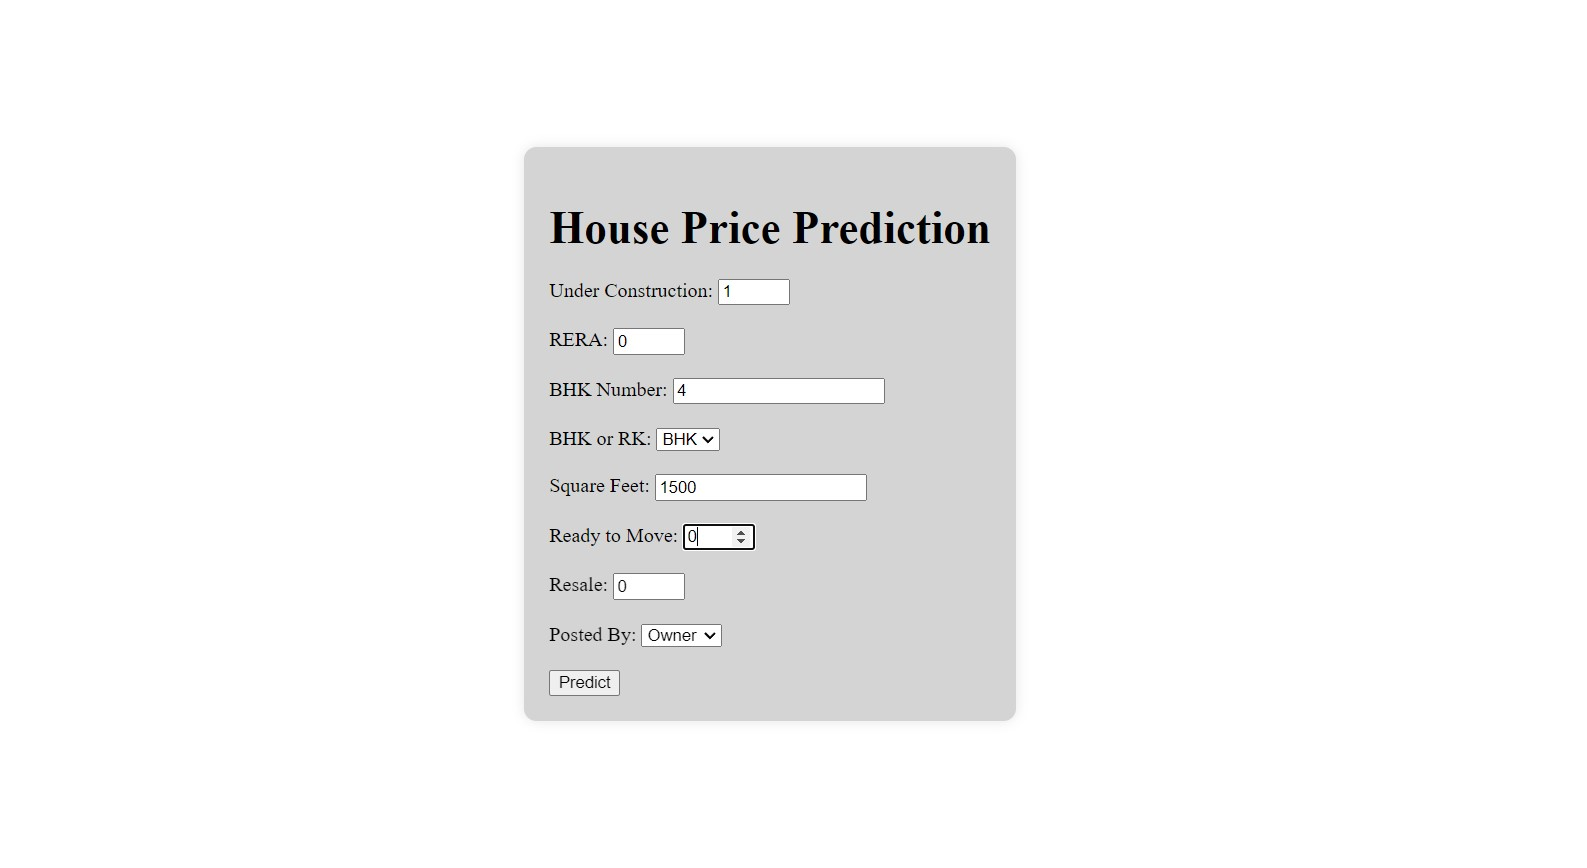 House Price Prediction
Under Construction: 1
RERA: 0
BHK Number: 4
BHK or RK: BHK
Square Feet: 1500
Ready to Move: 0
Resale: 0
Posted By: Owner
Predict